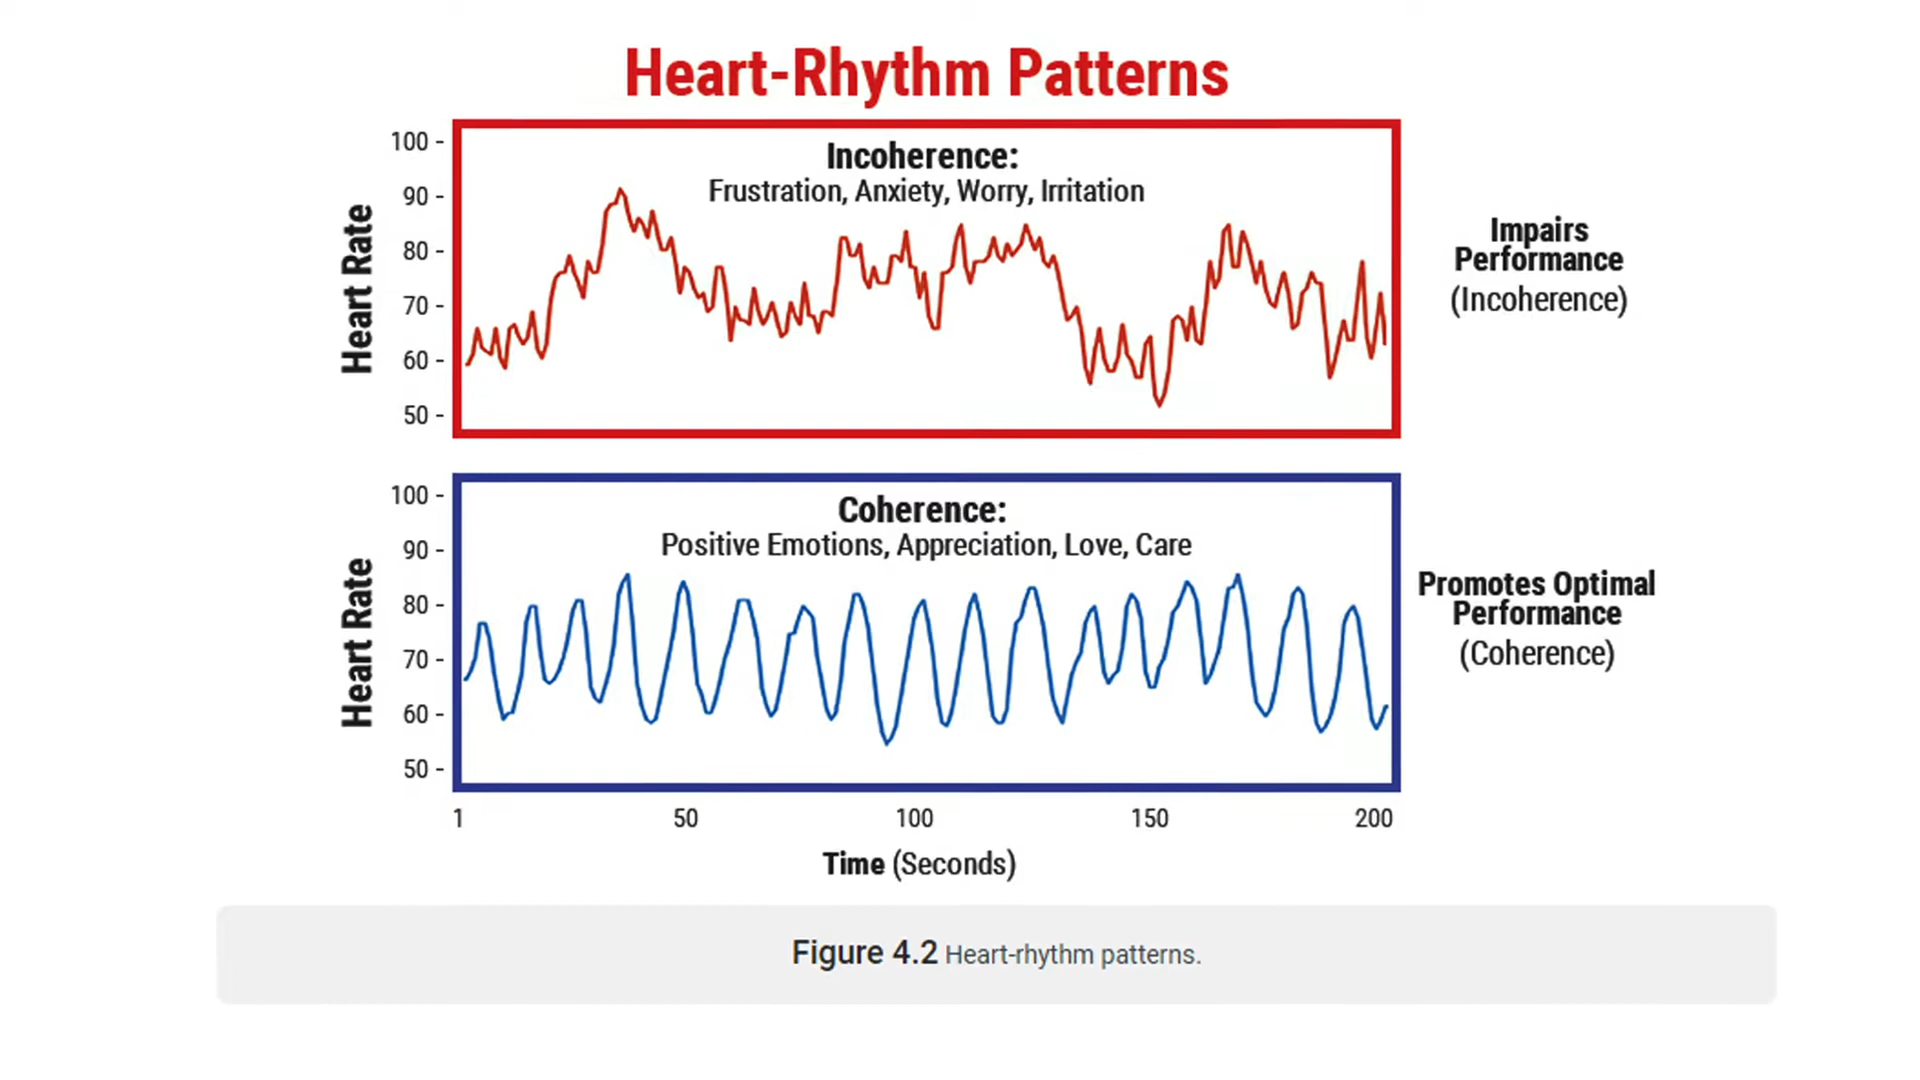 Heart-Rhythm Patterns
Heart Rate
100 -
90 -
80 -
70 -
60 -
50 -
Incoherence:
Frustration, Anxiety, Worry, Irritation
Impairs
Performance
(Incoherence)
Heart Rate
100 -
90 -
80 -
70 -
60 -
50 -
Coherence:
Positive Emotions, Appreciation, Love, Care
Promotes Optimal
Performance
(Coherence)
1 50 100 150 200
Time (Seconds)
Figure 4.2 Heart-rhythm patterns.